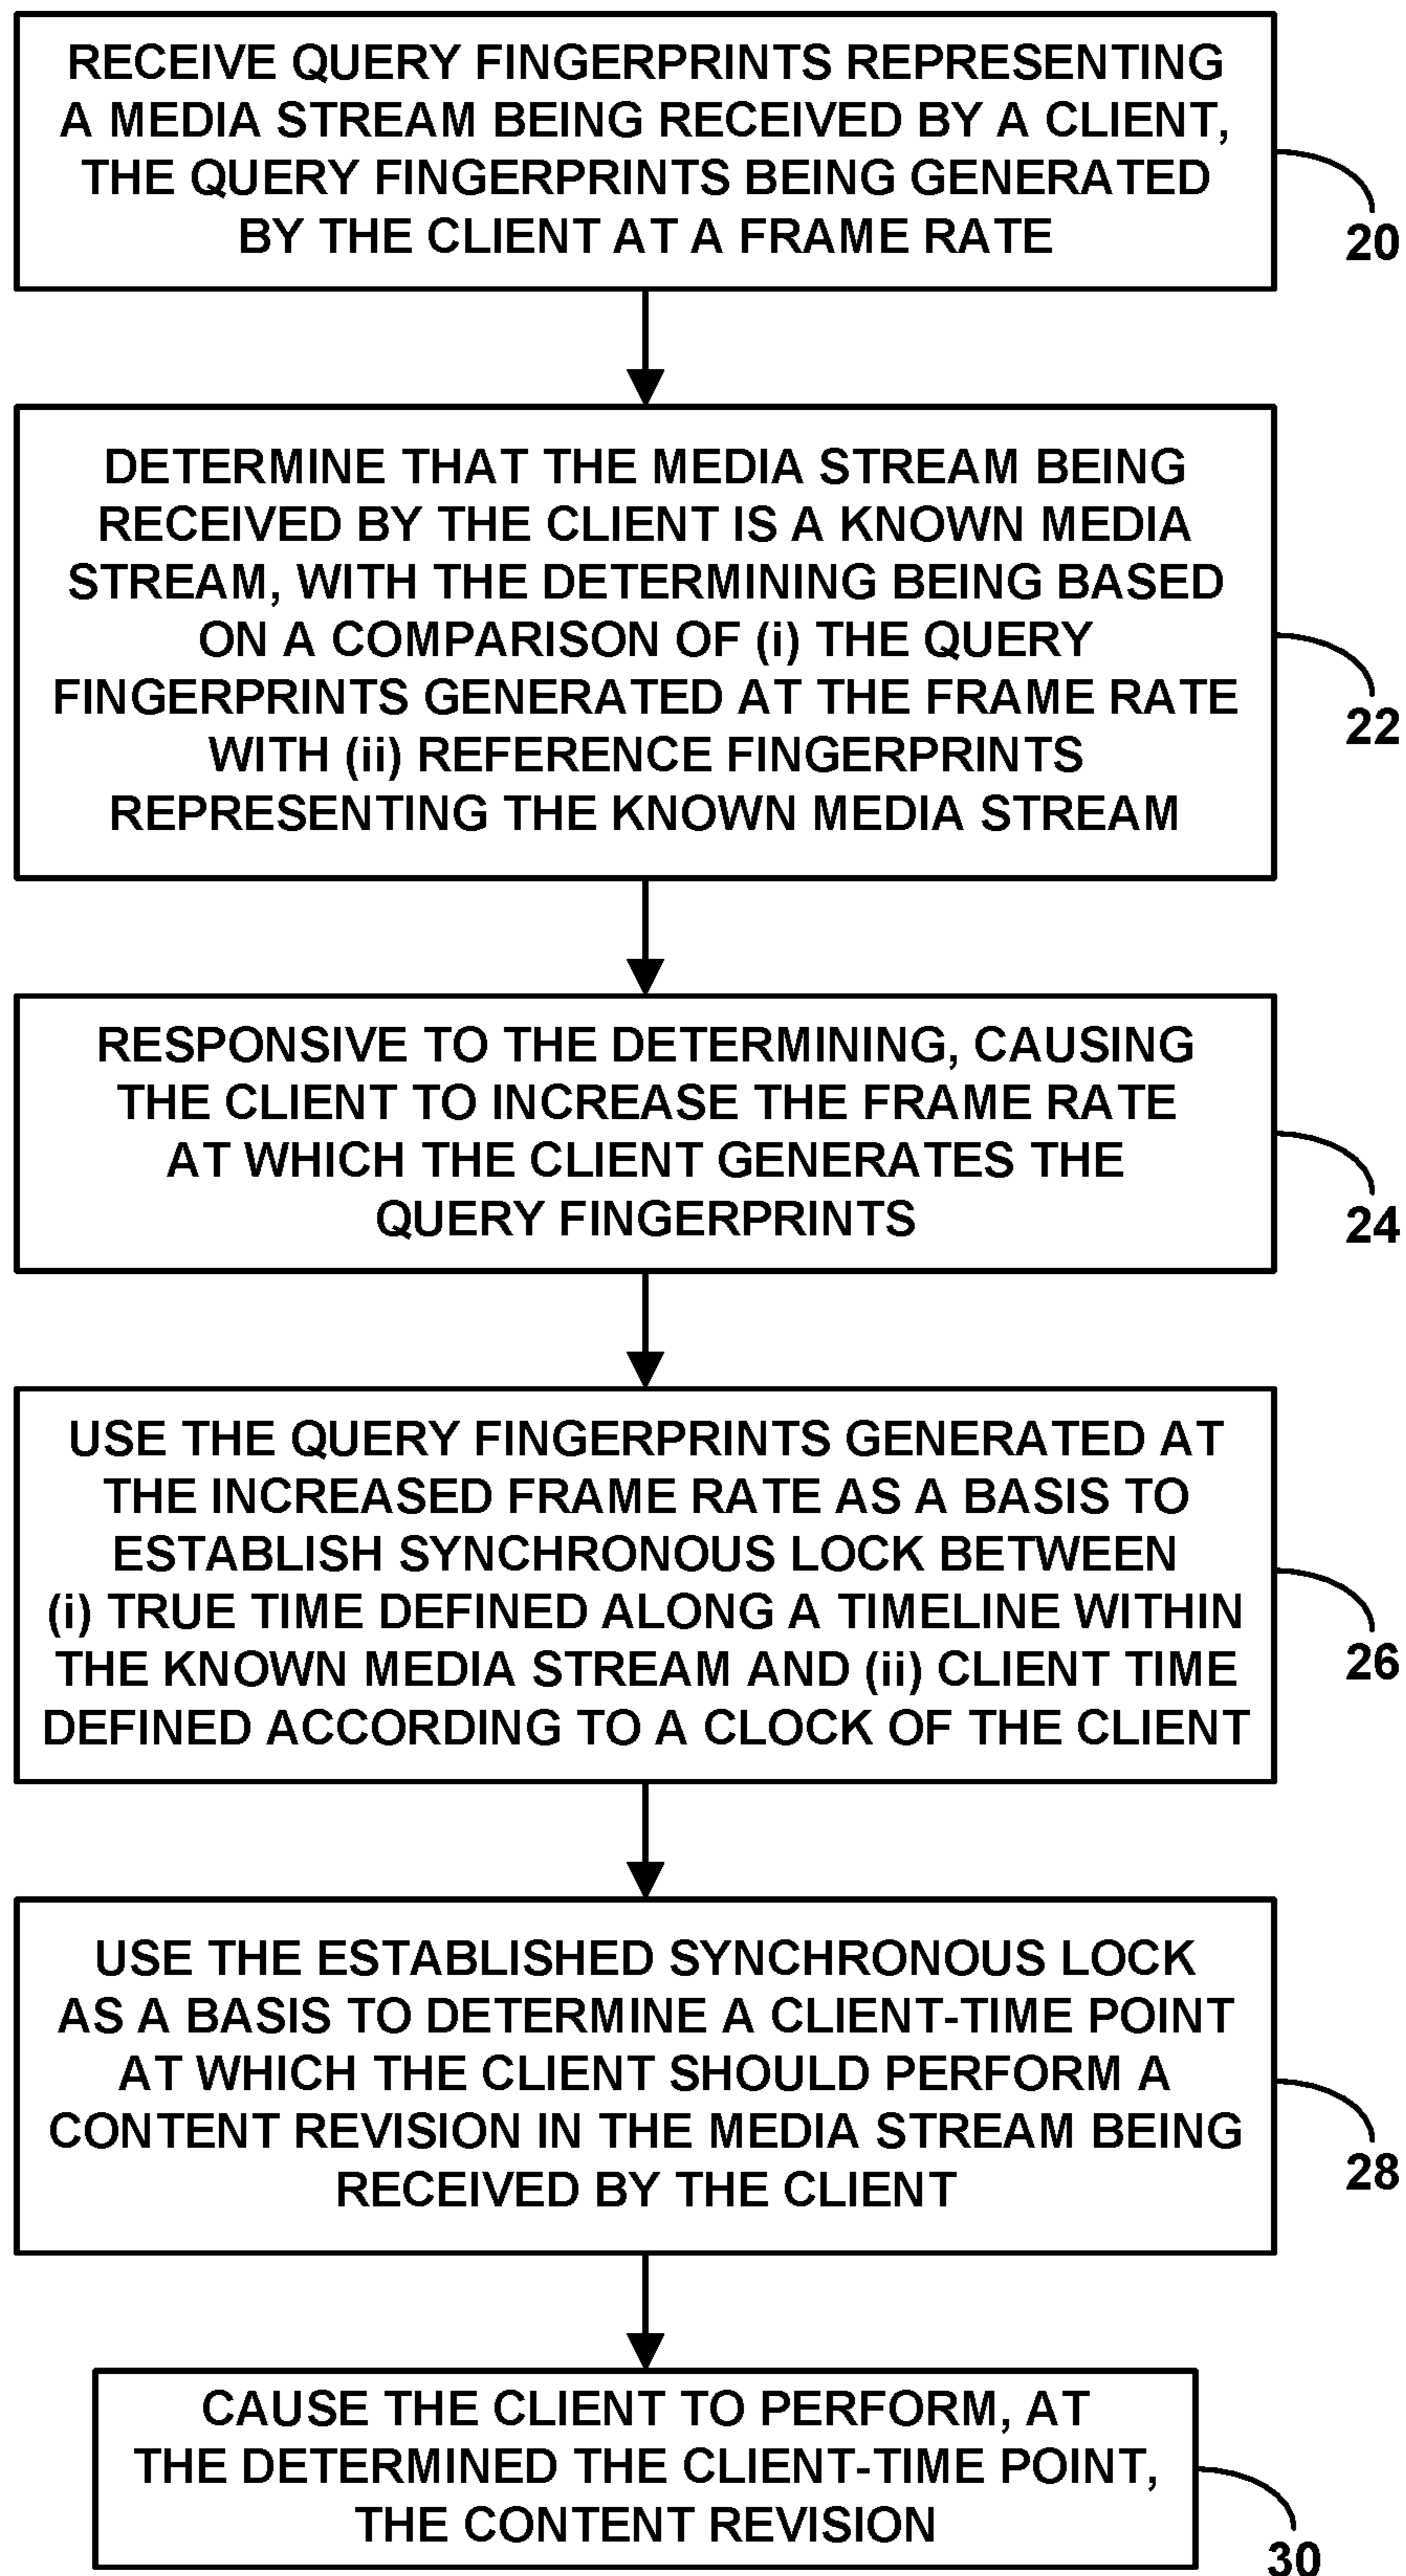 RECEIVE QUERY FINGERPRINTS REPRESENTING
A MEDIA STREAM BEING RECEIVED BY A CLIENT,
THE QUERY FINGERPRINTS BEING GENERATED
BY THE CLIENT AT A FRAME RATE
20
DETERMINE THAT THE MEDIA STREAM BEING
RECEIVED BY THE CLIENT IS A KNOWN MEDIA
STREAM, WITH THE DETERMINING BEING BASED
ON A COMPARISON OF (i) THE QUERY
FINGERPRINTS GENERATED AT THE FRAME RATE
WITH (ii) REFERENCE FINGERPRINTS
REPRESENTING THE KNOWN MEDIA STREAM
22
RESPONSIVE TO THE DETERMINING, CAUSING
THE CLIENT TO INCREASE THE FRAME RATE
AT WHICH THE CLIENT GENERATES THE
QUERY FINGERPRINTS
24
USE THE QUERY FINGERPRINTS GENERATED AT
THE INCREASED FRAME RATE AS A BASIS TO
ESTABLISH SYNCHRONOUS LOCK BETWEEN
(i) TRUE TIME DEFINED ALONG A TIMELINE WITHIN
THE KNOWN MEDIA STREAM AND (ii) CLIENT TIME
DEFINED ACCORDING TO A CLOCK OF THE CLIENT
26
USE THE ESTABLISHED SYNCHRONOUS LOCK
AS A BASIS TO DETERMINE A CLIENT-TIME POINT
AT WHICH THE CLIENT SHOULD PERFORM A
CONTENT REVISION IN THE MEDIA STREAM BEING
RECEIVED BY THE CLIENT
28
CAUSE THE CLIENT TO PERFORM, AT
THE DETERMINED THE CLIENT-TIME POINT,
THE CONTENT REVISION
30